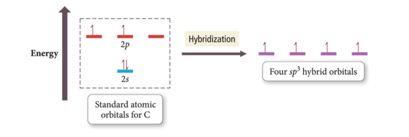 Energy
2p
2s
Standard atomic
orbitals for C
Hybridization
Four sp³ hybrid orbitals